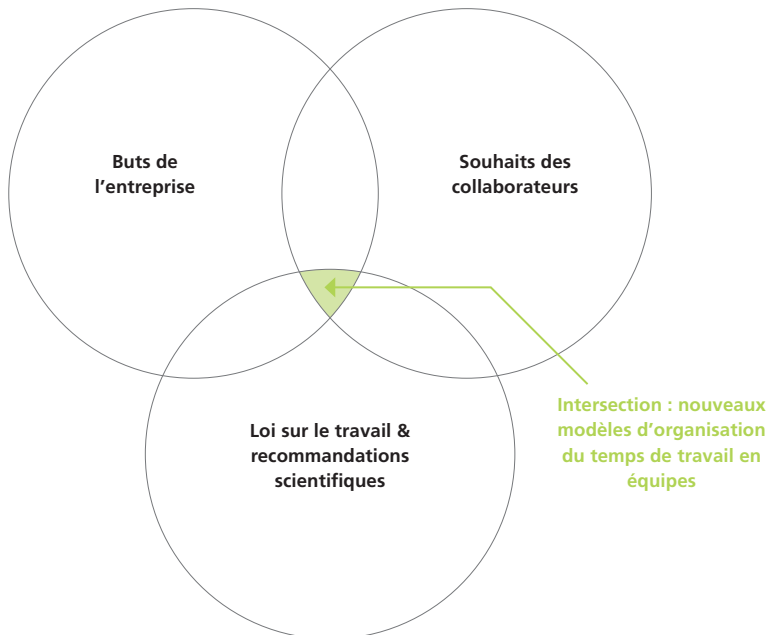 Buts de
l’entreprise
Souhaits des
collaborateurs
Loi sur le travail &
recommandations
scientifiques
Intersection : nouveaux
modèles d’organisation
du temps de travail en
équipes